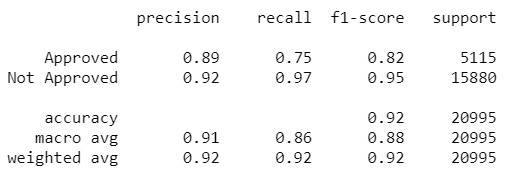 precision recall f1-score support
Approved 0.89 0.75 0.82 5115
Not Approved 0.92 0.97 0.95 15880
accuracy 0.92 20995
macro avg 0.91 0.86 0.88 20995
weighted avg 0.92 0.92 0.92 20995